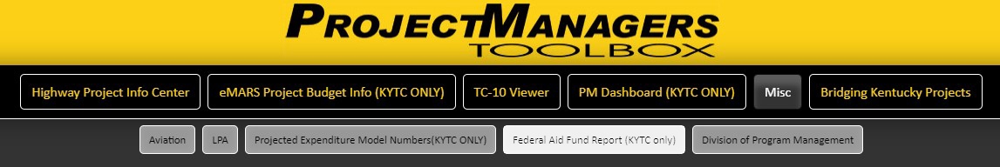 PROJECTMANAGERS
TOOLBOX
Highway Project Info Center eMARS Project Budget Info (KYTC ONLY) TC-10 Viewer PM Dashboard (KYTC ONLY) Misc Bridging Kentucky Projects
Aviation LPA Projected Expenditure Model Numbers(KYTC ONLY) Federal Aid Fund Report (KYTC only) Division of Program Management